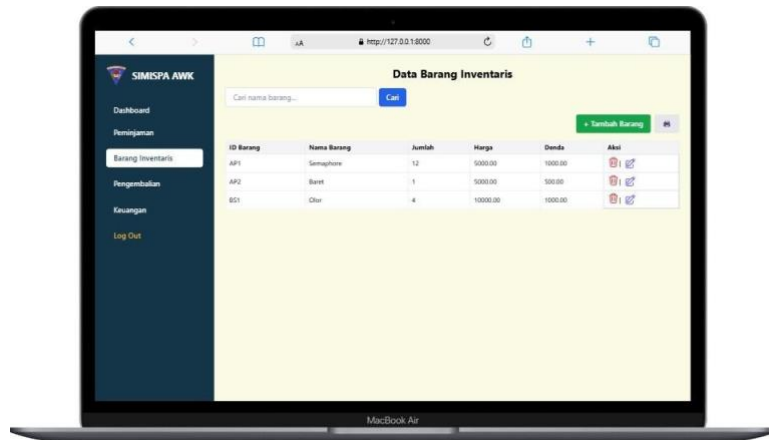 AA http://127.0.0.1:8000
SIMISPA AWK
Data Barang Inventaris
Cari nama barang... Cari
Dashboard
+ Tambah Barang
Peminjaman
ID Barang Nama Barang Jumlah Harga Denda Aksi
Barang Inventaris
AP1 Semaphore 12 5000.00 1000.00 |
AP2 Baret 1 5000.00 500.00 |
Pengembalian
BS1 Olor 4 10000.00 1000.00 |
Keuangan
Log Out
MacBook Air